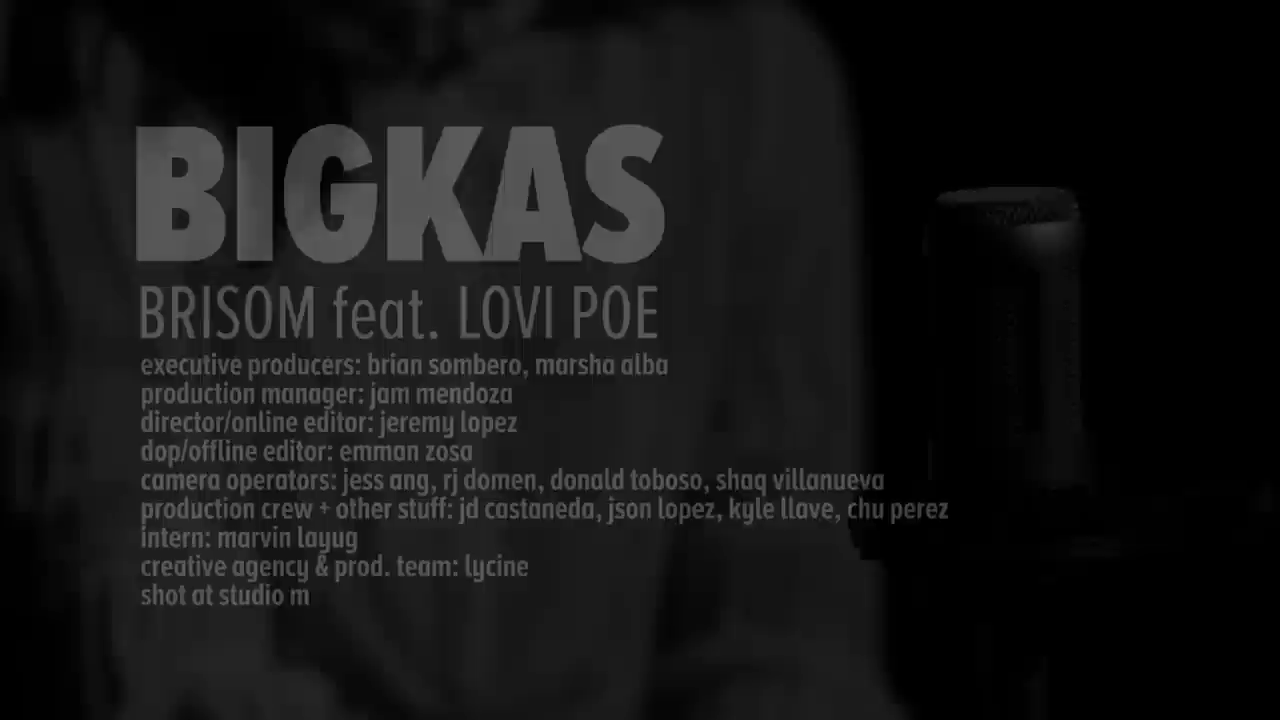 BIGKAS
BRISOM feat. LOVI POE
executive producers: brian sombero, marsha alba
production manager: jam mendoza
director/online editor: jeremy lopez
dop/offline editor: emman zosa
camera operators: jess ang, rj domen, donald toboso, shaq villanueva
production crew + other stuff: jd castaneda, json lopez, kyle llave, chu perez
intern: marvin layug
creative agency & prod. team: lycine
shot at studio m